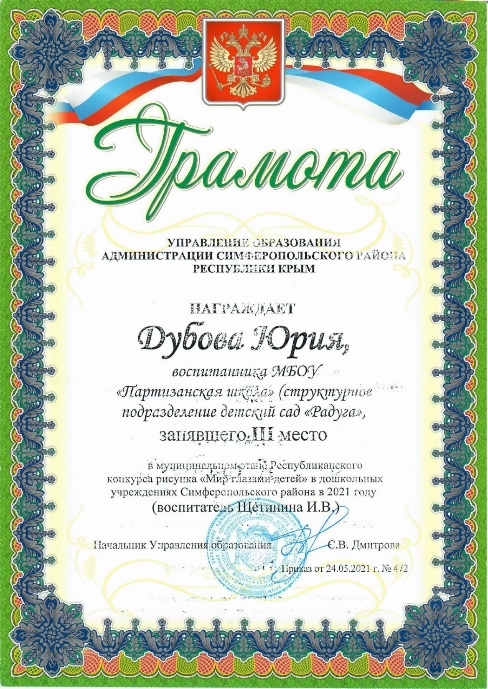 Грамота
УПРАВЛЕНИЕ ОБРАЗОВАНИЯ
АДМИНИСТРАЦИИ СИМФЕРОПОЛЬСКОГО РАЙОНА
РЕСПУБЛИКИ КРЫМ
НАГРАЖДАЕТ
Дубова Юрия,
воспитанника МБОУ
«Партизанская школа» (структурное
подразделение детский сад «Радуга»,
занявшего III место
в муниципальном этапе Республиканского
конкурса рисунка «Мир глазами детей» в дошкольных
учреждениях Симферопольского района в 2021 году
(воспитатель Щетинина И.В.)
Начальник Управления образования С.В. Дмитрова
Приказ от 24.05.2021 г. № 472